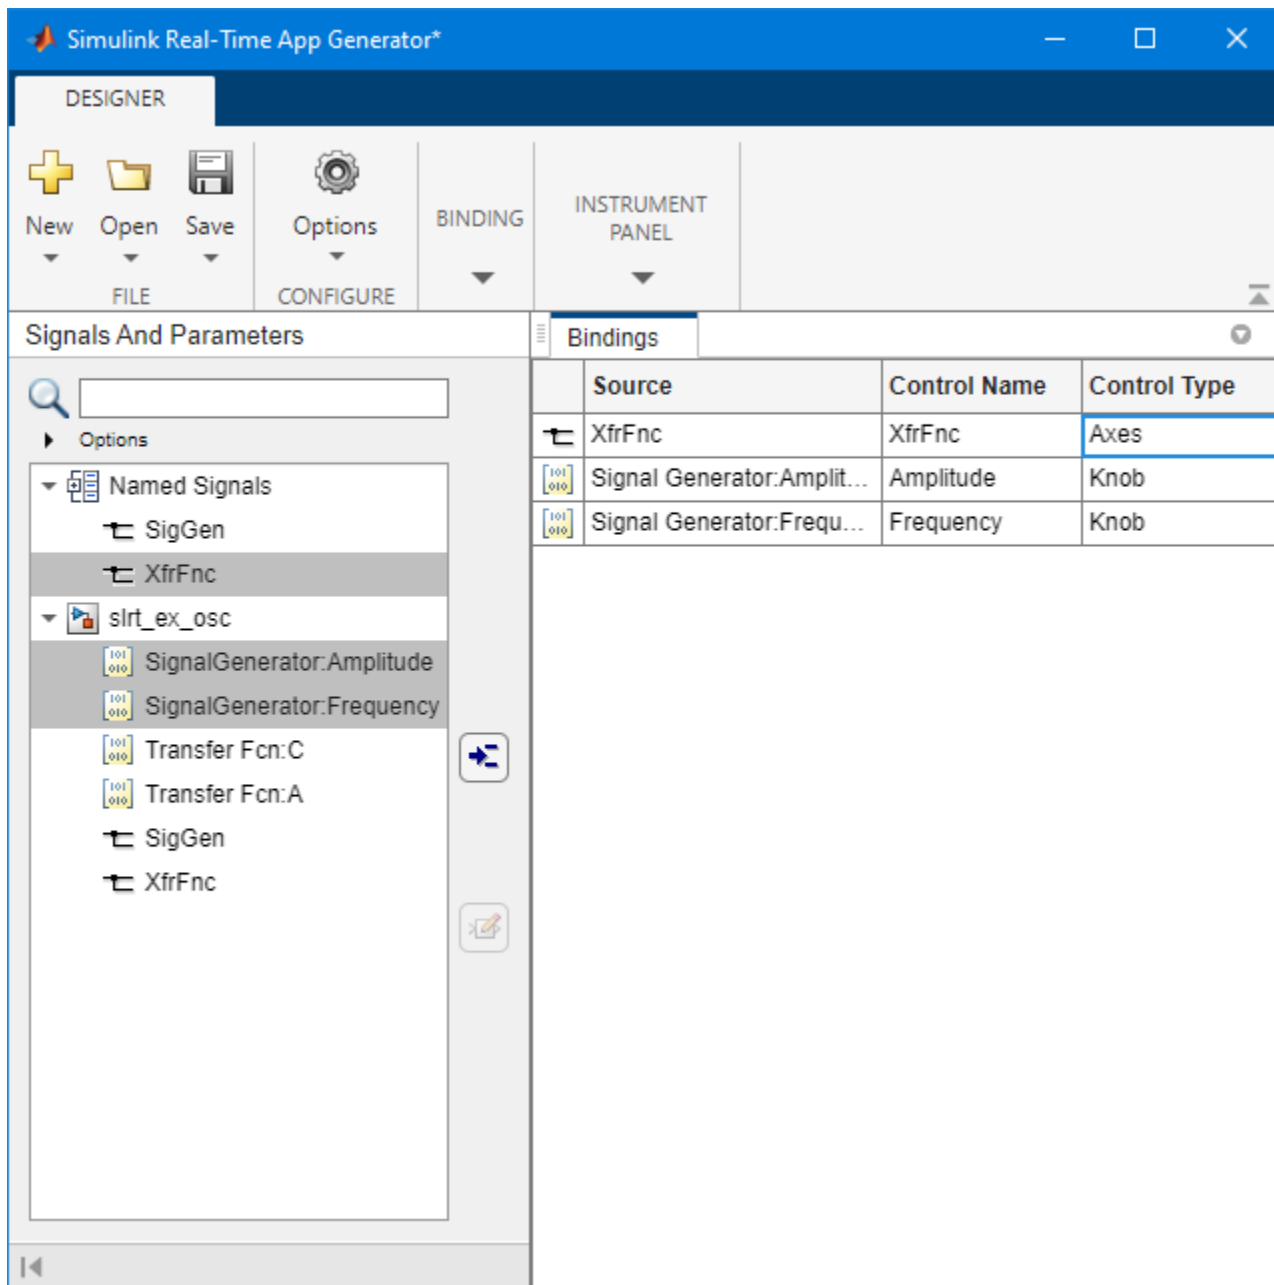 Simulink Real-Time App Generator*
DESIGNER
New
Open
Save
Options
BINDING
INSTRUMENT
PANEL
FILE
CONFIGURE
Signals And Parameters
Options
Named Signals
SigGen
XfrFnc
slrt_ex_osc
SignalGenerator:Amplitude
SignalGenerator:Frequency
Transfer Fcn:C
Transfer Fcn:A
SigGen
XfrFnc
Bindings
Source Control Name Control Type
XfrFnc XfrFnc Axes
Signal Generator:Amplit... Amplitude Knob
Signal Generator:Frequ... Frequency Knob